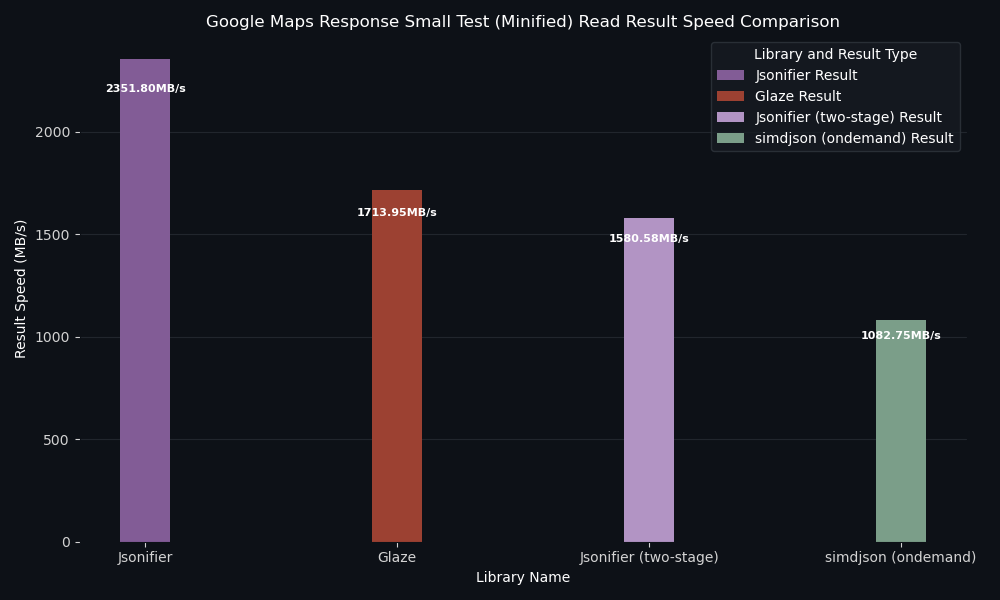 Google Maps Response Small Test (Minified) Read Result Speed Comparison
Library and Result Type
Jsonifier Result
Glaze Result
Jsonifier (two-stage) Result
simdjson (ondemand) Result
2351.80MB/s
1713.95MB/s
1580.58MB/s
1082.75MB/s
Result Speed (MB/s)
2000
1500
1000
500
0
Jsonifier
Glaze
Jsonifier (two-stage)
simdjson (ondemand)
Library Name